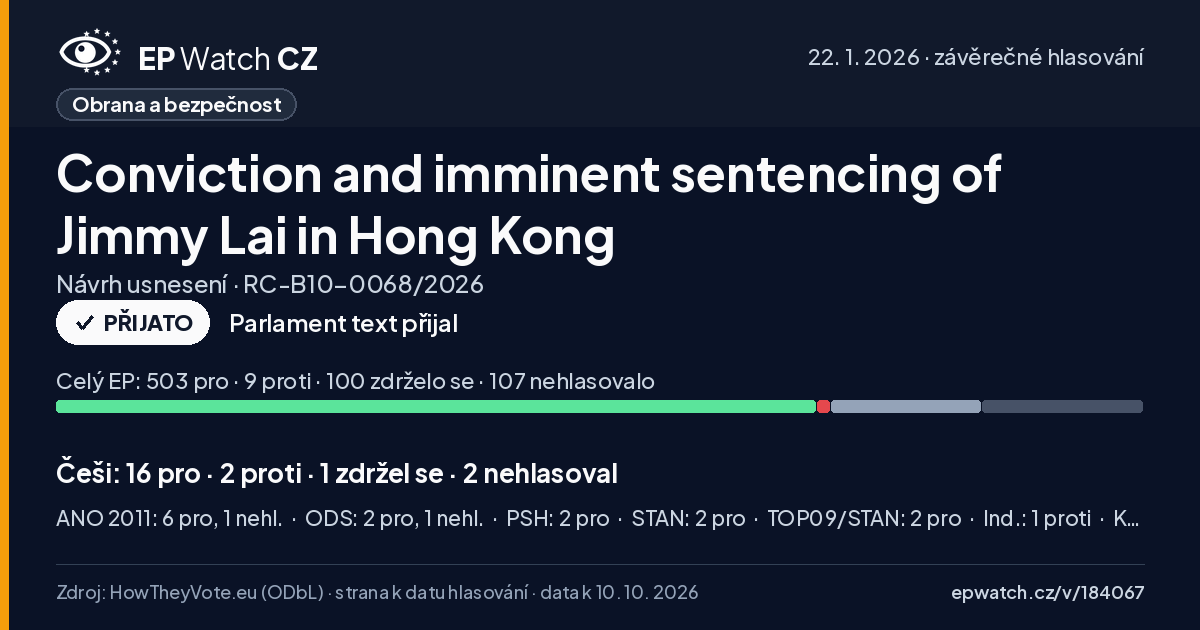 EP Watch CZ
22. 1. 2026 · závěrečné hlasování
Obrana a bezpečnost
Conviction and imminent sentencing of
Jimmy Lai in Hong Kong
Návrh usnesení · RC-B10-0068/2026
✓ PŘIJATO Parlament text přijal
Celý EP: 503 pro · 9 proti · 100 zdrželo se · 107 nehlasovalo
Češi: 16 pro · 2 proti · 1 zdržel se · 2 nehlasoval
ANO 2011: 6 pro, 1 nehl. · ODS: 2 pro, 1 nehl. · PSH: 2 pro · STAN: 2 pro · TOP09/STAN: 2 pro · Ind.: 1 proti · K...
Zdroj: HowTheyVote.eu (ODbL) · strana k datu hlasování · data k 10. 10. 2026
epwatch.cz/v/184067